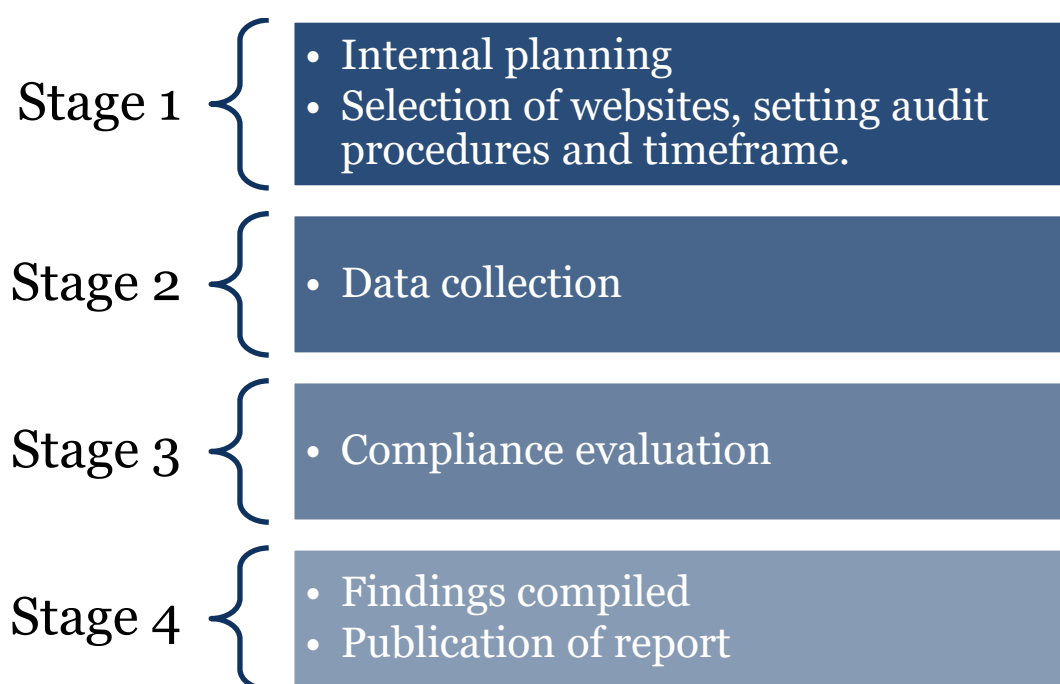 Stage 1
• Internal planning
• Selection of websites, setting audit
procedures and timeframe.
Stage 2
• Data collection
Stage 3
• Compliance evaluation
Stage 4
• Findings compiled
• Publication of report